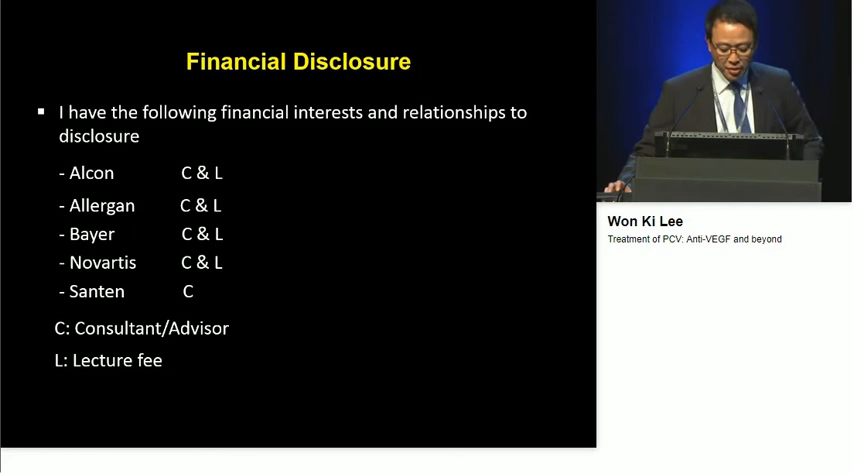 Financial Disclosure
▪ I have the following financial interests and relationships to
disclosure
- Alcon C & L
- Allergan C & L
- Bayer C & L
- Novartis C & L
- Santen C
C: Consultant/Advisor
L: Lecture fee
Won Ki Lee
Treatment of PCV: Anti-VEGF and beyond